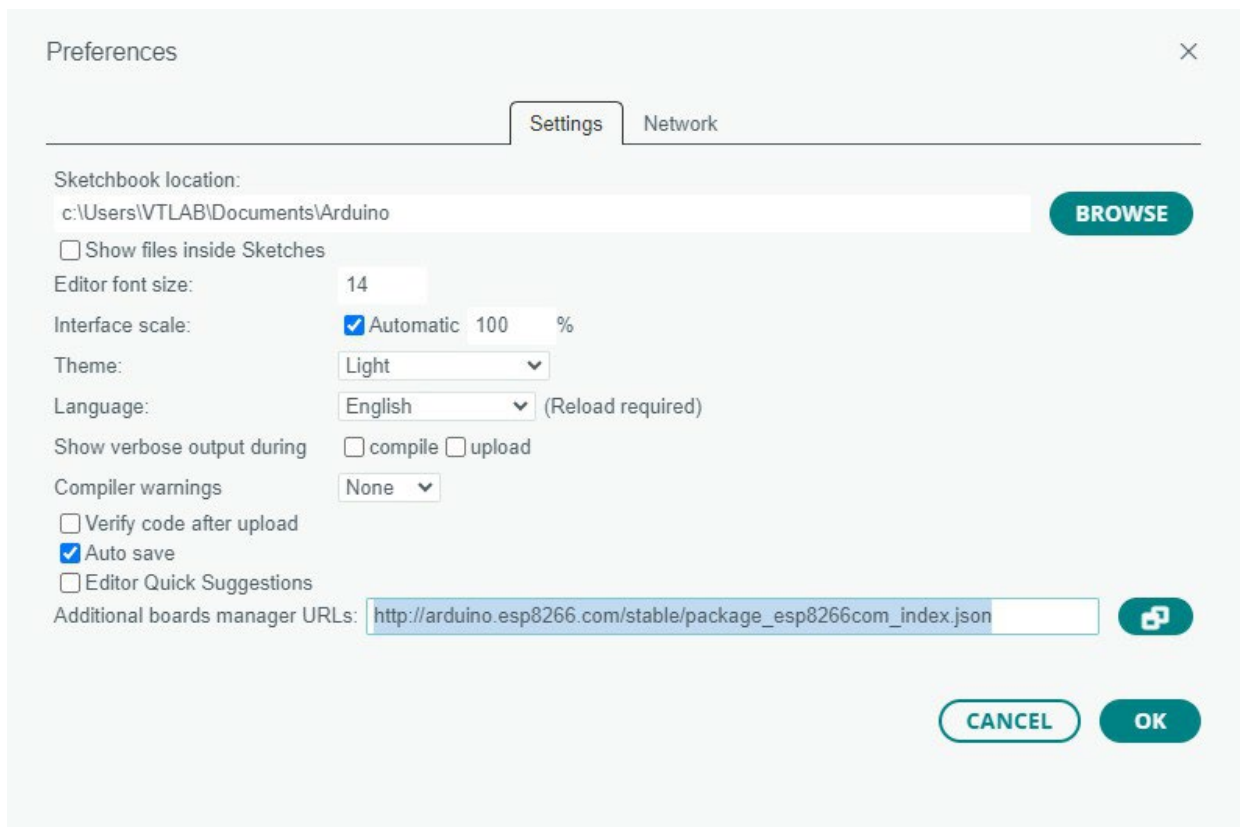 Preferences
Settings Network
Sketchbook location:
c:\Users\VTLAB\Documents\Arduino BROWSE
Show files inside Sketches
Editor font size: 14
Interface scale: Automatic 100 %
Theme: Light
Language: English (Reload required)
Show verbose output during compile upload
Compiler warnings None
Verify code after upload
Auto save
Editor Quick Suggestions
Additional boards manager URLs: http://arduino.esp8266.com/stable/package_esp8266com_index.json
CANCEL OK